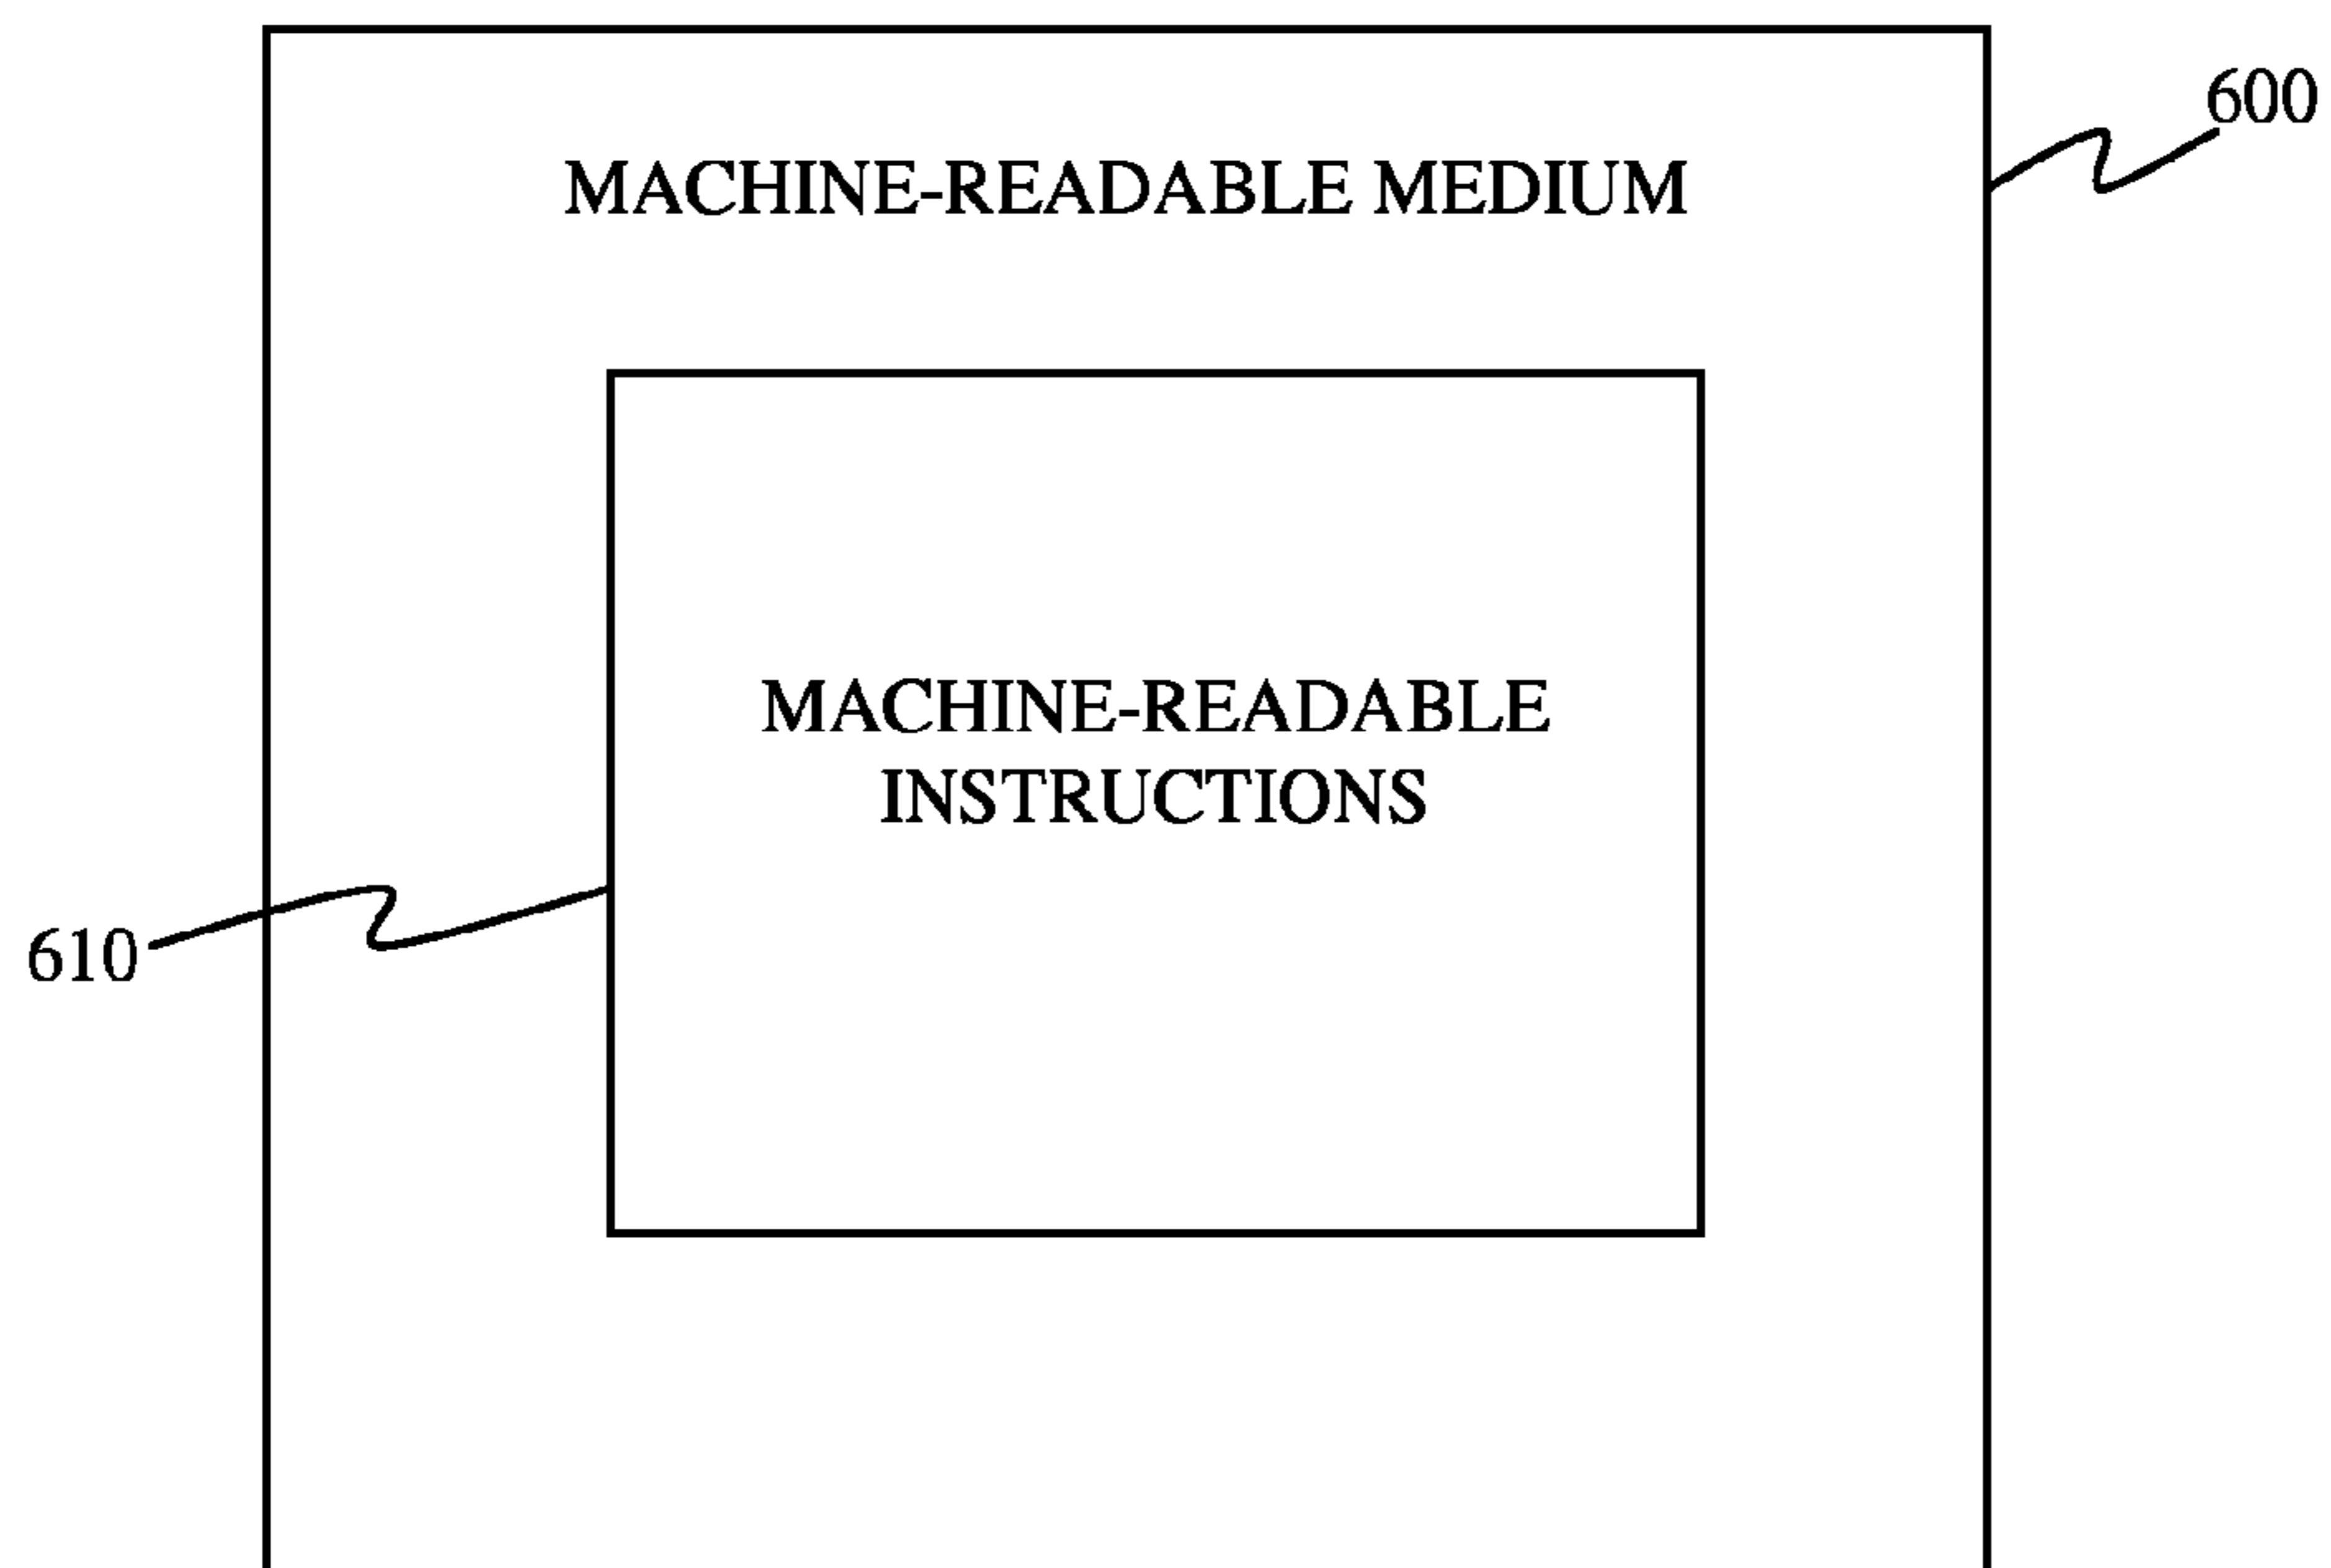 600
MACHINE-READABLE MEDIUM
MACHINE-READABLE
INSTRUCTIONS
610